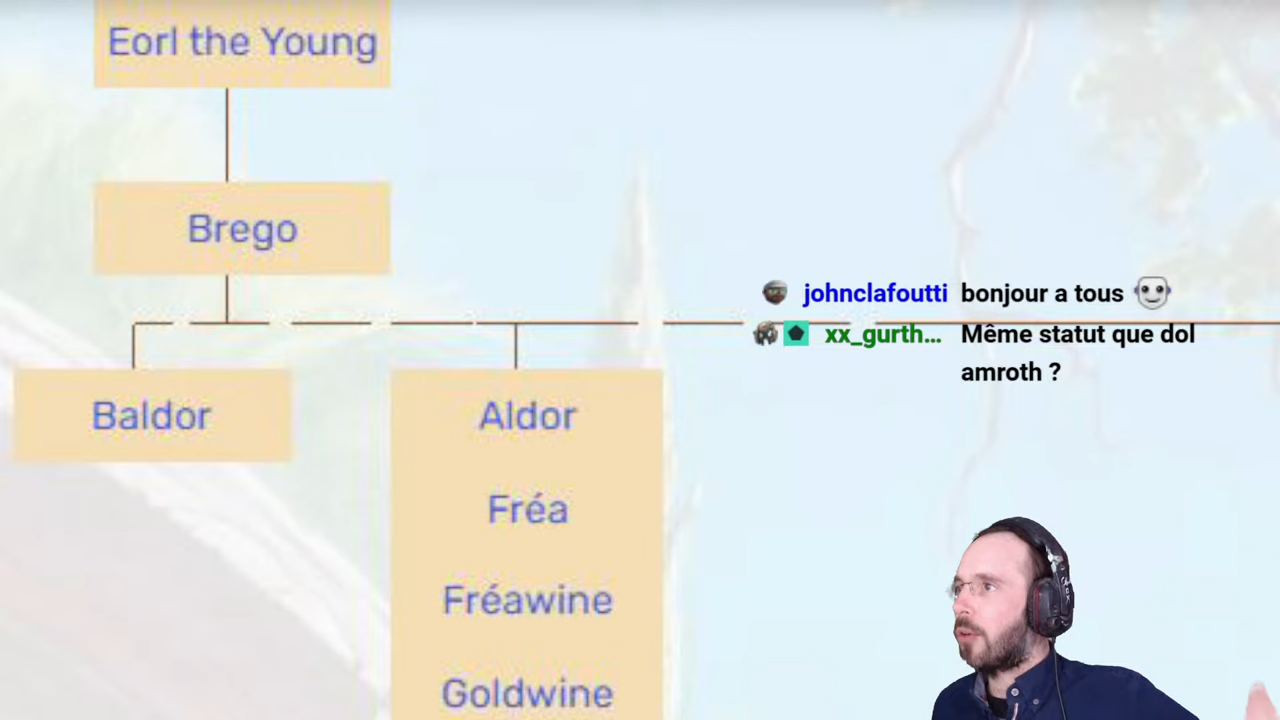 Eorl the Young
Brego
johnclafoutti bonjour a tous
xx_gurth... Même statut que dol
amroth ?
Baldor
Aldor
Fréa
Fréawine
Goldwine